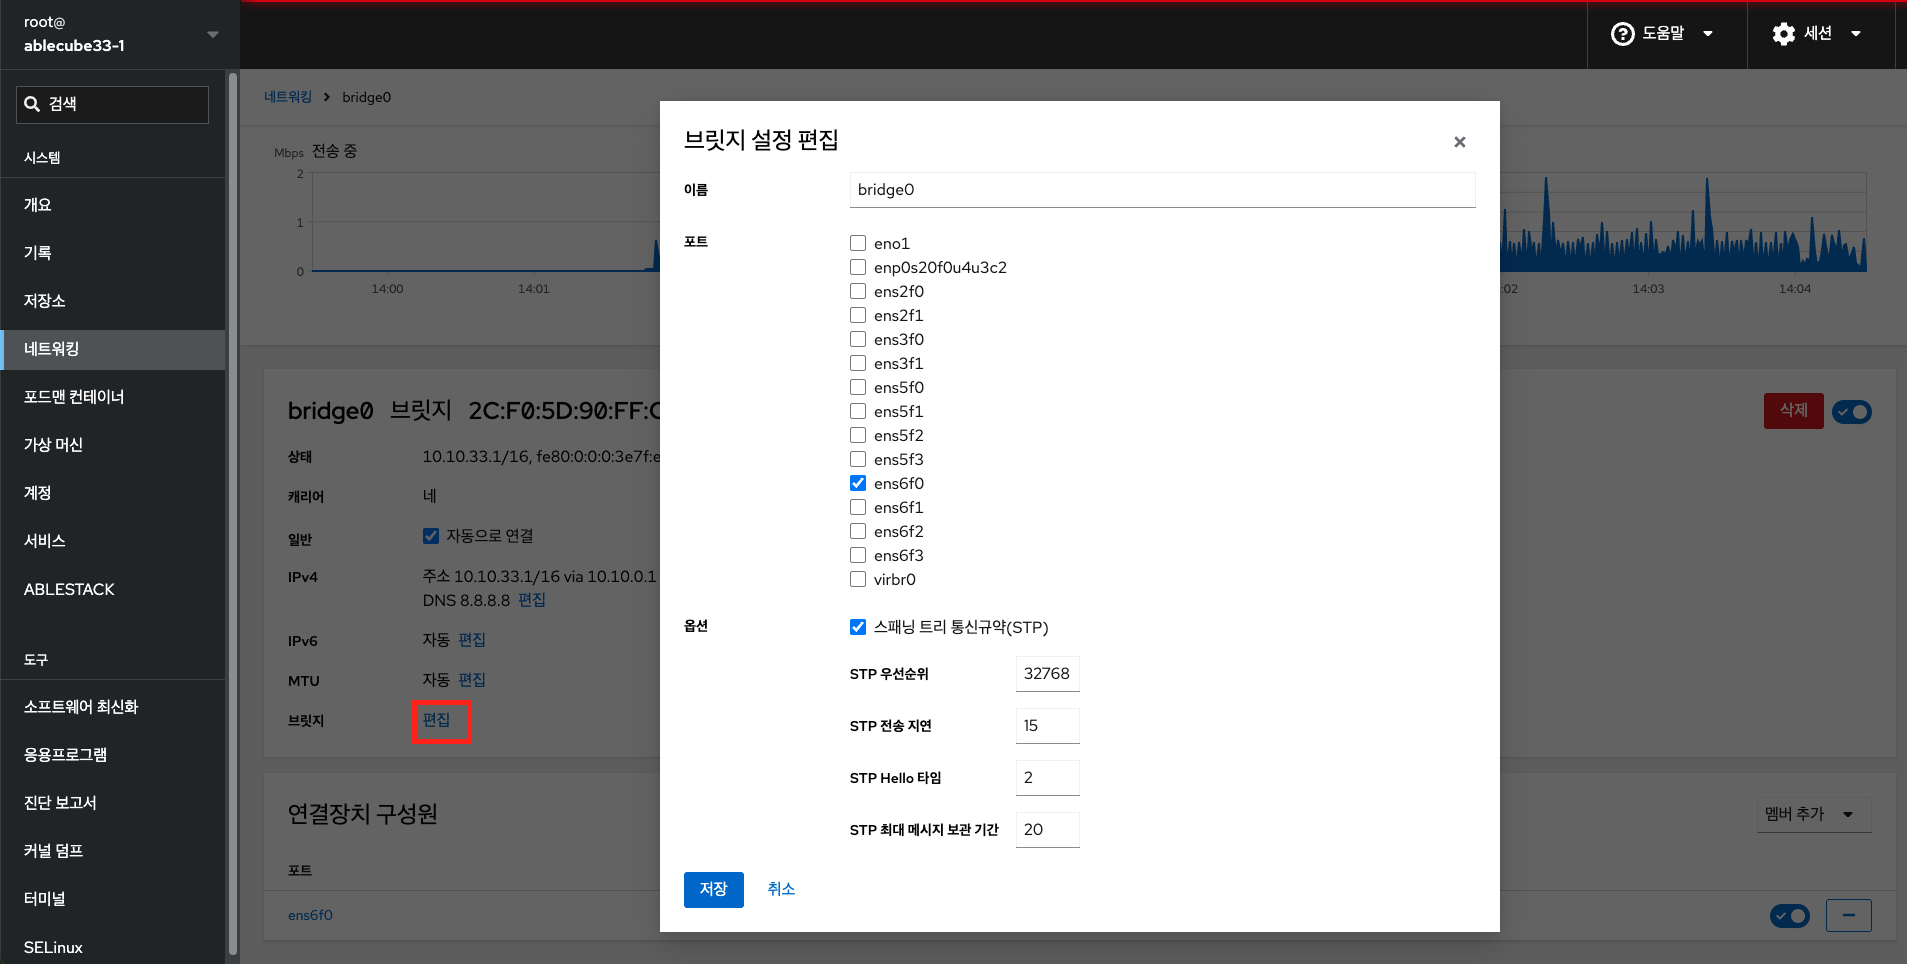 root@
ablecube33-1
도움말
세션
검색
시스템
개요
기록
저장소
네트워킹
포드맨 컨테이너
가상 머신
계정
서비스
ABLESTACK
도구
소프트웨어 최신화
응용프로그램
진단 보고서
커널 덤프
터미널
SELinux
네트워킹 > bridge0
Mbps 전송 중
2
1
0
14:00
14:01
:02
14:03
14:04
bridge0 브릿지 2C:F0:5D:90:FF:
삭제
상태 10.10.33.1/16, fe80:0:0:0:3e7f:e
캐리어 네
일반 자동으로 연결
IPv4 주소 10.10.33.1/16 via 10.10.0.1
DNS 8.8.8.8 편집
IPv6 자동 편집
MTU 자동 편집
브릿지 편집
연결장치 구성원
멤버 추가
포트
ens6f0
브릿지 설정 편집
이름 bridge0
포트
eno1
enp0s20f0u4u3c2
ens2f0
ens2f1
ens3f0
ens3f1
ens5f0
ens5f1
ens5f2
ens5f3
ens6f0
ens6f1
ens6f2
ens6f3
virbr0
옵션 스패닝 트리 통신규약(STP)
STP 우선순위 32768
STP 전송 지연 15
STP Hello 타임 2
STP 최대 메시지 보관 기간 20
저장 취소